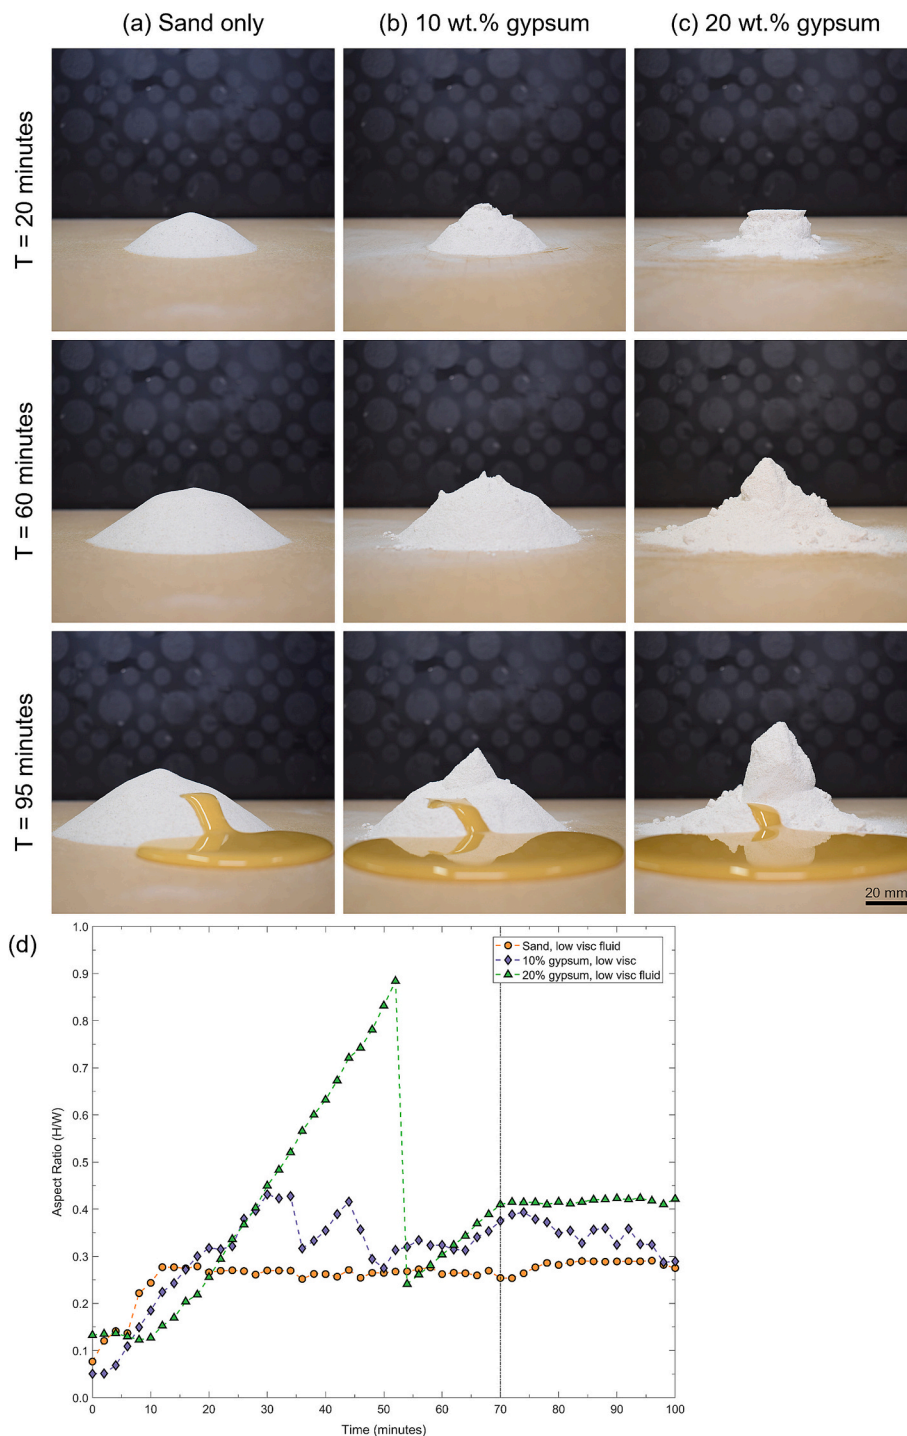 (a) Sand only
(b) 10 wt.% gypsum
(c) 20 wt.% gypsum
T = 20 minutes
T = 60 minutes
T = 95 minutes
20 mm
(d)
Sand, low visc fluid
10% gypsum, low visc
20% gypsum, low visc fluid
Aspect Ratio (H/W)
1.0
0.9
0.8
0.7
0.6
0.5
0.4
0.3
0.2
0.1
0.0
0 10 20 30 40 50 60 70 80 90 100
Time (minutes)